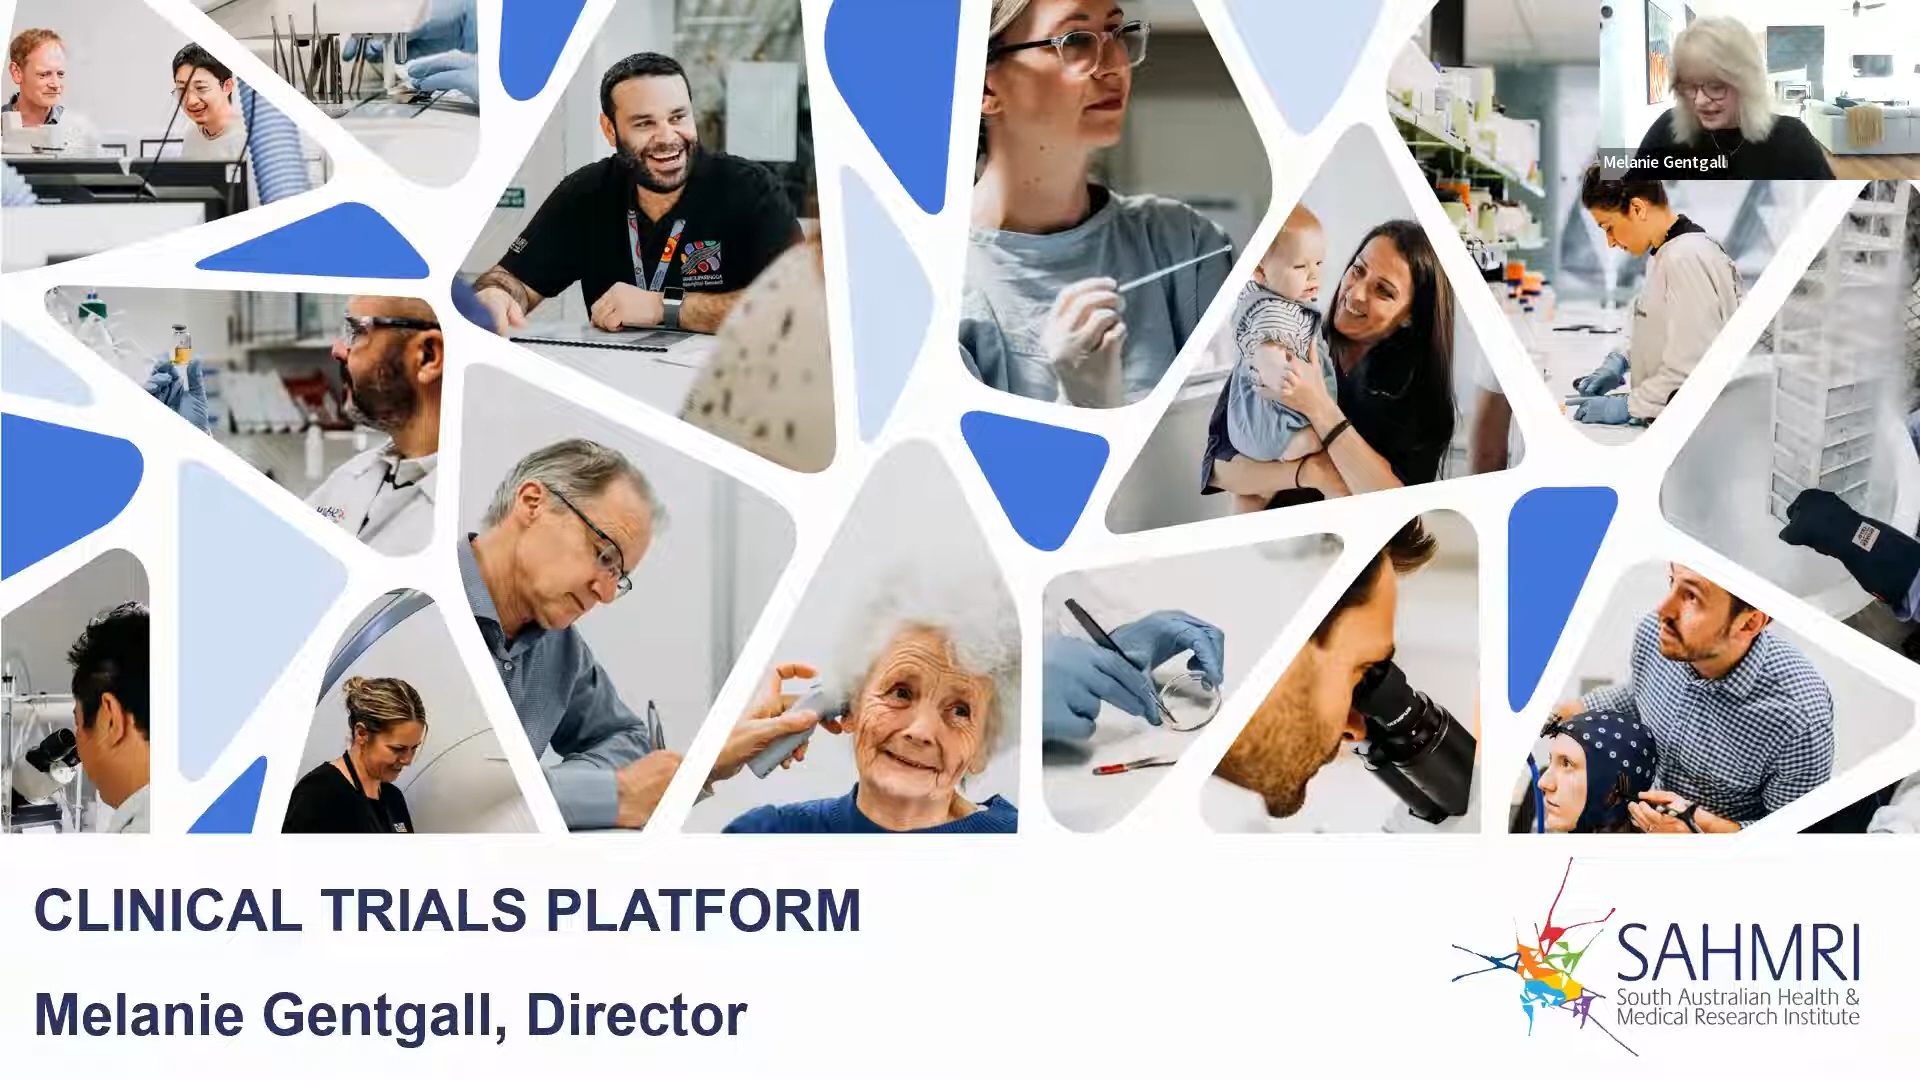 Melanie Gentgall
CLINICAL TRIALS PLATFORM
Melanie Gentgall, Director
SAHMRI
South Australian Health &
Medical Research Institute